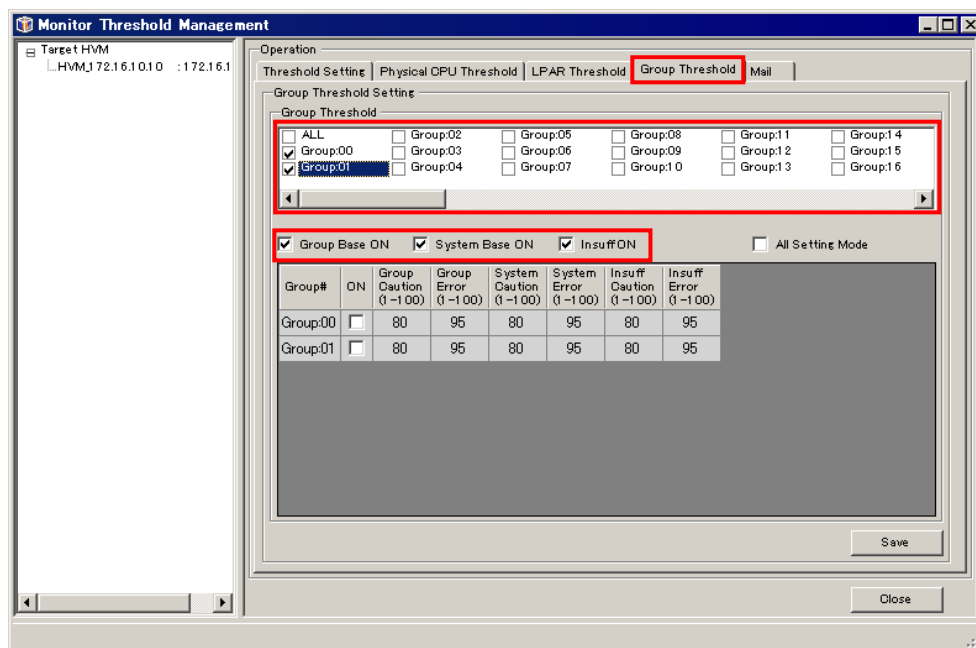 Monitor Threshold Management
Target HVM
HVM_172.16.10.10 :172.16.1
Operation
Threshold Setting Physical CPU Threshold LPAR Threshold Group Threshold Mail
Group Threshold Setting
Group Threshold
ALL Group:02 Group:05 Group:08 Group:11 Group:14
Group:00 Group:03 Group:06 Group:09 Group:12 Group:15
Group:01 Group:04 Group:07 Group:10 Group:13 Group:16
Group Base ON System Base ON InsuffON All Setting Mode
Group# ON Group Caution (1-100) Group Error (1-100) System Caution (1-100) System Error (1-100) Insuff Caution (1-100) Insuff Error (1-100)
Group:00 80 95 80 95 80 95
Group:01 80 95 80 95 80 95
Save
Close